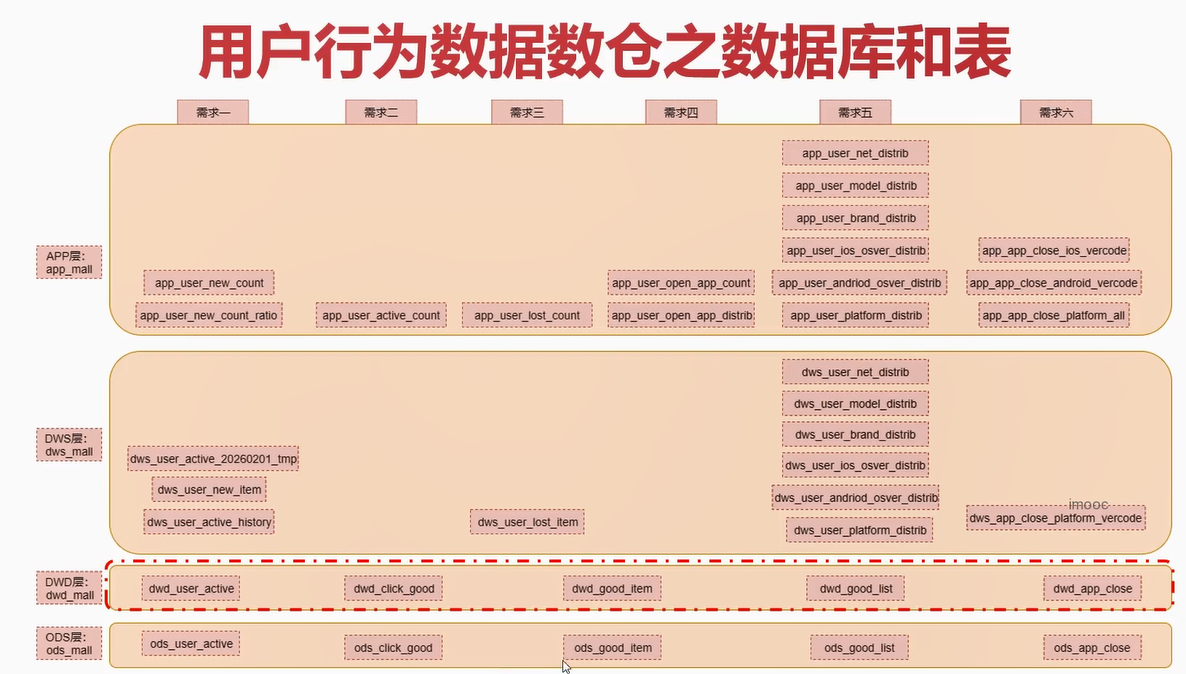 用户行为数据数仓之数据库和表
需求一
需求二
需求三
需求四
需求五
需求六
APP层：
app_mall
app_user_new_count
app_user_new_count_ratio
app_user_active_count
app_user_lost_count
app_user_open_app_count
app_user_open_app_distrib
app_user_net_distrib
app_user_model_distrib
app_user_brand_distrib
app_user_ios_osver_distrib
app_user_andriod_osver_distrib
app_user_platform_distrib
app_app_close_ios_vercode
app_app_close_android_vercode
app_app_close_platform_all
DWS层：
dws_mall
dws_user_active_20260201_tmp
dws_user_new_item
dws_user_active_history
dws_user_lost_item
dws_user_net_distrib
dws_user_model_distrib
dws_user_brand_distrib
dws_user_ios_osver_distrib
dws_user_andriod_osver_distrib
dws_user_platform_distrib
imooc
dws_app_close_platform_vercode
DWD层：
dwd_mall
dwd_user_active
dwd_click_good
dwd_good_item
dwd_good_list
dwd_app_close
ODS层：
ods_mall
ods_user_active
ods_click_good
ods_good_item
ods_good_list
ods_app_close